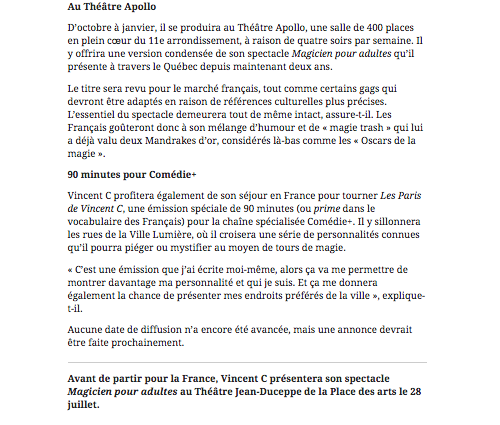 Au Théâtre Apollo
D'octobre à janvier, il se produira au Théâtre Apollo, une salle de 400 places
en plein cœur du 11e arrondissement, à raison de quatre soirs par semaine. Il
y offrira une version condensée de son spectacle Magicien pour adultes qu'il
présente à travers le Québec depuis maintenant deux ans.
Le titre sera revu pour le marché français, tout comme certains gags qui
devront être adaptés en raison de références culturelles plus précises.
L'essentiel du spectacle demeurera tout de même intact, assure-t-il. Les
Français goûteront donc à son mélange d'humour et de « magie trash » qui lui
a déjà valu deux Mandrakes d'or, considérés là-bas comme les « Oscars de la
magie ».
90 minutes pour Comédie+
Vincent C profitera également de son séjour en France pour tourner Les Paris
de Vincent C, une émission spéciale de 90 minutes (ou prime dans le
vocabulaire des Français) pour la chaîne spécialisée Comédie+. Il y sillonnera
les rues de la Ville Lumière, où il croisera une série de personnalités connues
qu'il pourra piéger ou mystifier au moyen de tours de magie.
« C'est une émission que j'ai écrite moi-même, alors ça va me permettre de
montrer davantage ma personnalité et qui je suis. Et ça me donnera
également la chance de présenter mes endroits préférés de la ville », explique-
t-il.
Aucune date de diffusion n'a encore été avancée, mais une annonce devrait
être faite prochainement.
Avant de partir pour la France, Vincent C présentera son spectacle
Magicien pour adultes au Théâtre Jean-Duceppe de la Place des arts le 28
juillet.